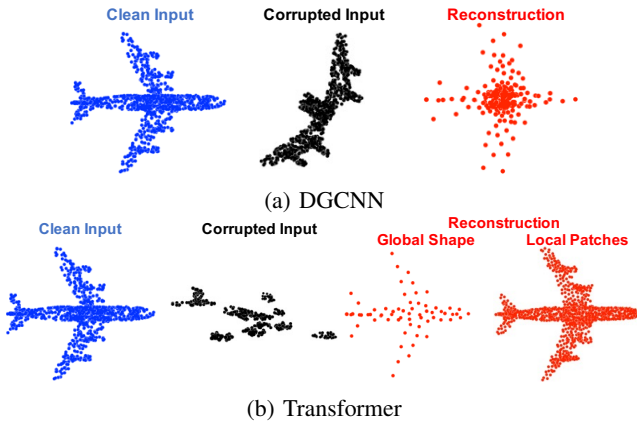 Clean Input
Corrupted Input
Reconstruction
(a) DGCNN
Reconstruction
Clean Input
Corrupted Input
Global Shape
Local Patches
(b) Transformer